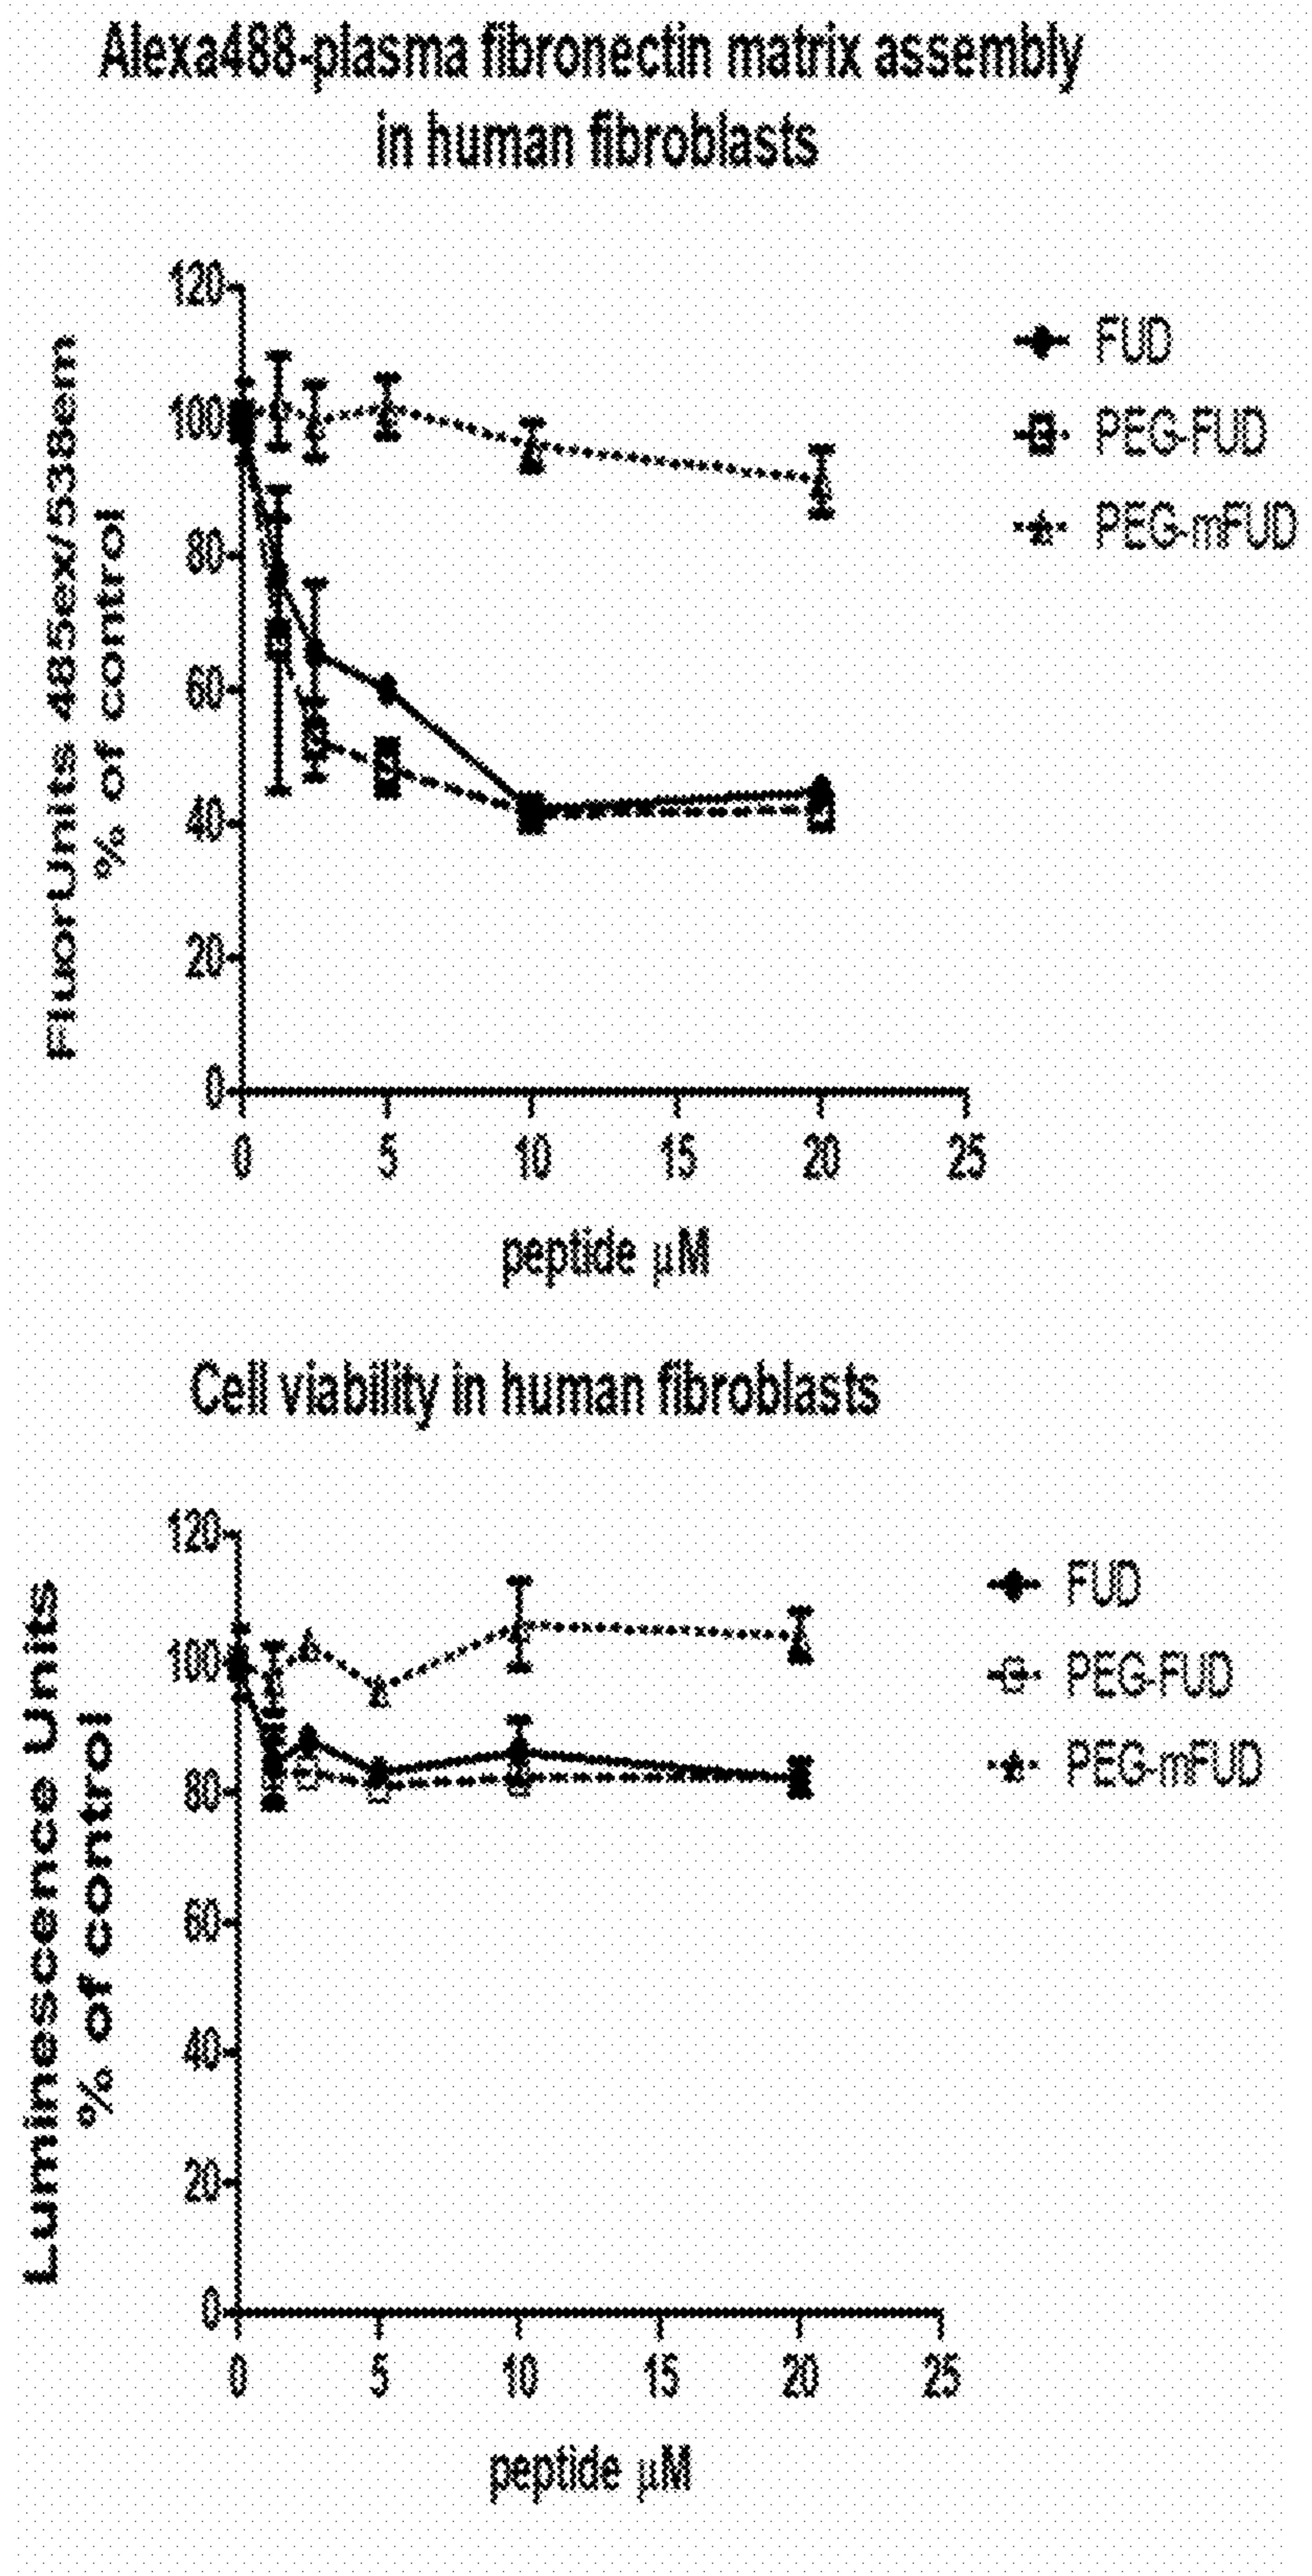 Alexa488-plasma fibronectin matrix assembly
in human fibroblasts
FluorUnits 485ex/538em
% of control
120
100
80
60
40
20
0
0 5 10 15 20 25
peptide µM
FUD
PEG-FUD
PEG-mFUD
Cell viability in human fibroblasts
Luminescence Units
% of control
120
100
80
60
40
20
0
0 5 10 15 20 25
peptide µM
FUD
PEG-FUD
PEG-mFUD